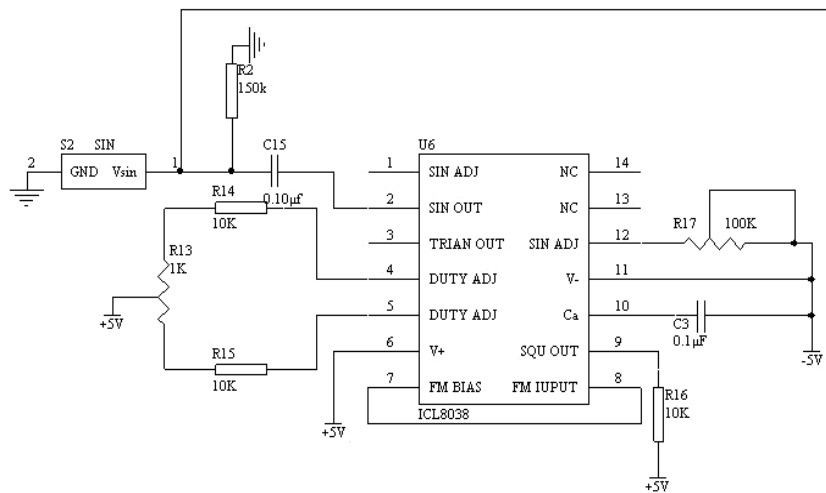 R2
150k
S2 SIN
2 GND Vsin 1
C15
0.10µf
R14
10K
R13
1K
+5V
R15
10K
U6
1 SIN ADJ NC 14
2 SIN OUT NC 13
3 TRIAN OUT SIN ADJ 12
4 DUTY ADJ V- 11
5 DUTY ADJ Ca 10
6 V+ SQU OUT 9
7 FM BIAS FM IUPUT 8
ICL8038
+5V
R17 100K
C3
0.1µF
-5V
R16
10K
+5V